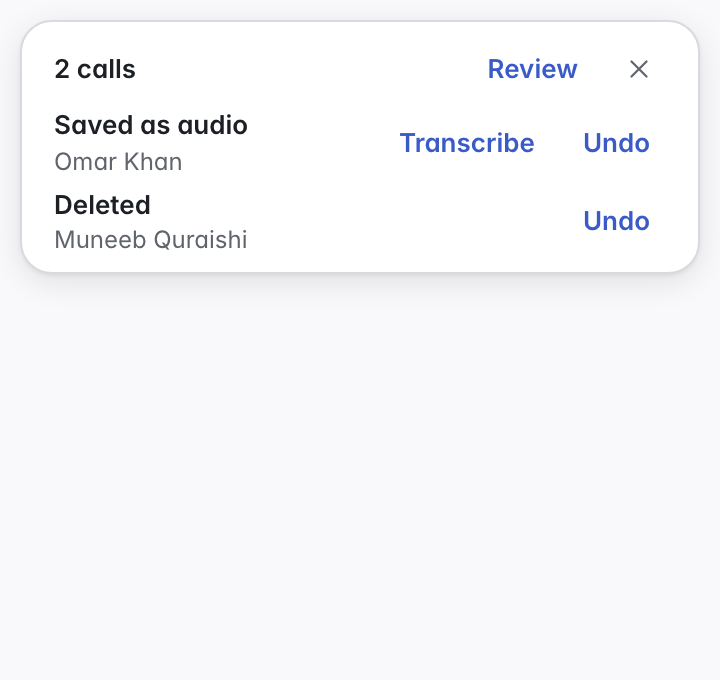 2 calls Review
Saved as audio
Omar Khan
Transcribe Undo
Deleted
Muneeb Quraishi
Undo